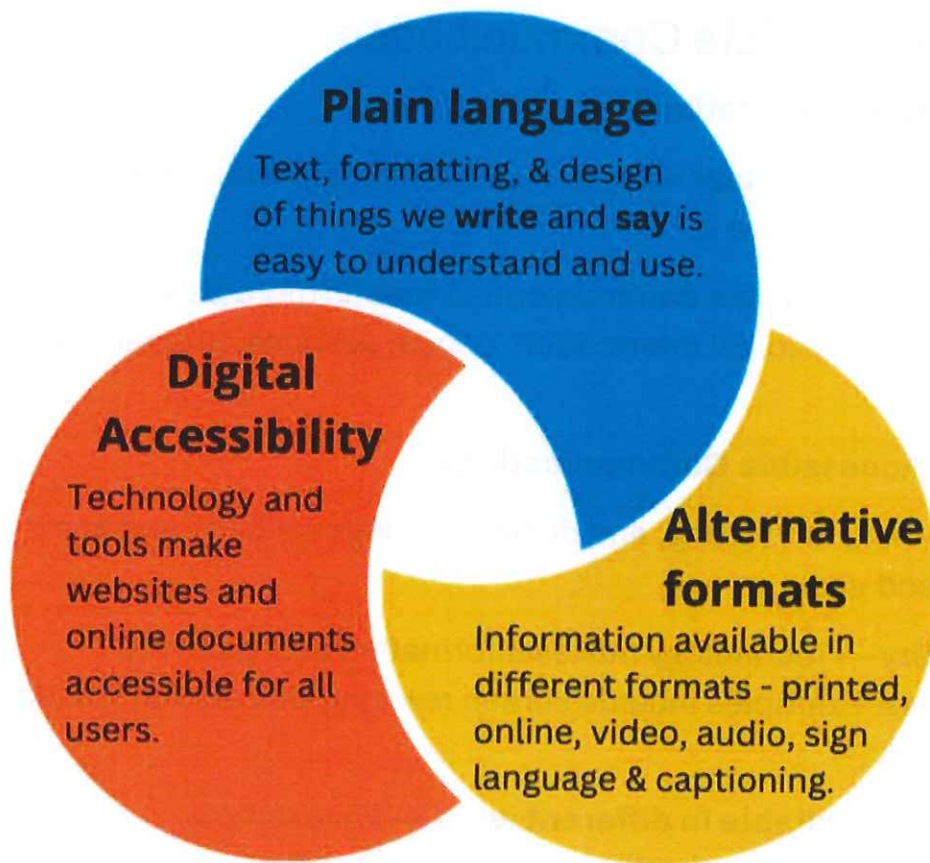 Plain language
Text, formatting, & design
of things we write and say is
easy to understand and use.
Digital
Accessibility
Technology and
tools make
websites and
online documents
accessible for all
users.
Alternative
formats
Information available in
different formats - printed,
online, video, audio, sign
language & captioning.